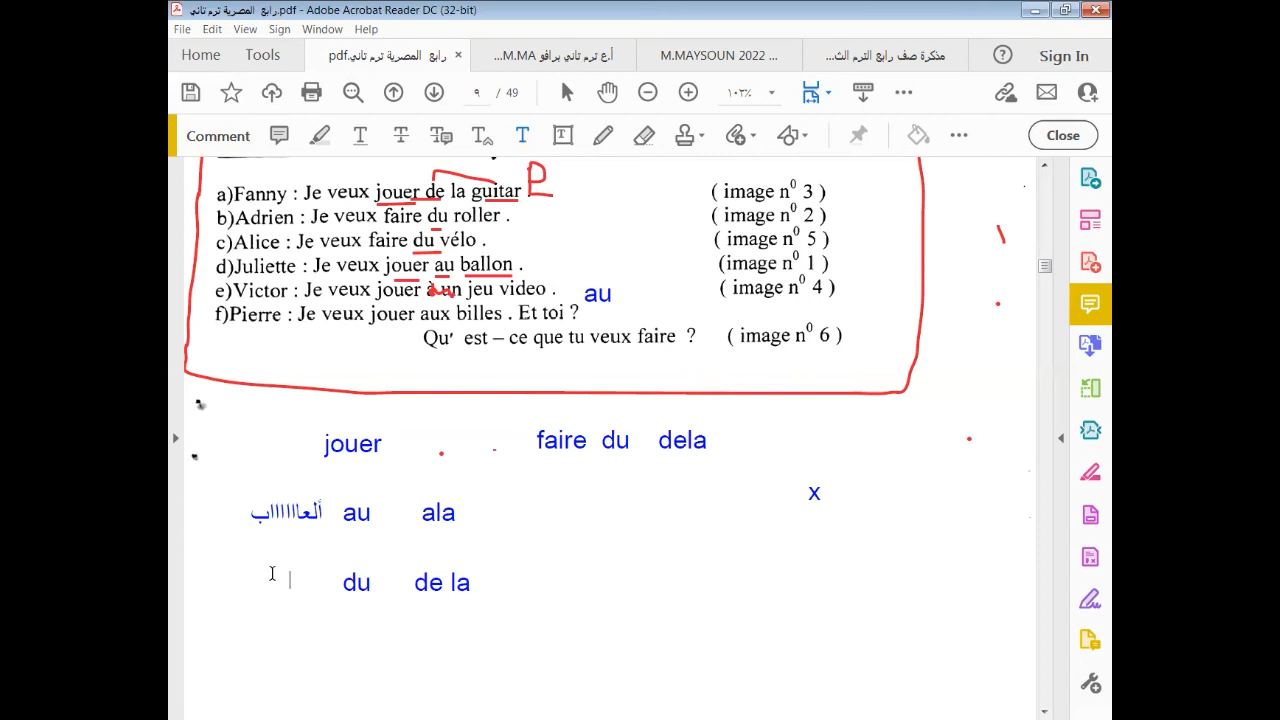 رابع المصرية ترم تاني.pdf - Adobe Acrobat Reader DC (32-bit)
File Edit View Sign Window Help
Home Tools رابع المصرية ترم تاني.pdf × أ.ع ترم تاني برافو M.MA... M.MAYSOUN 2022 ... مذكرة صف رابع الترم الث... Sign In
٩ / 49 ١٠٣٪
Comment Close
a)Fanny : Je veux jouer de la guitar . P ( image n⁰ 3 )
b)Adrien : Je veux faire du roller . ( image n⁰ 2 )
c)Alice : Je veux faire du vélo . ( image n⁰ 5 )
d)Juliette : Je veux jouer au ballon . (image n⁰ 1 )
e)Victor : Je veux jouer à un jeu video . au ( image n⁰ 4 )
f)Pierre : Je veux jouer aux billes . Et toi ?
Qu' est – ce que tu veux faire ? ( image n⁰ 6 )
jouer faire du dela
x
ألعاااااب au ala
du de la